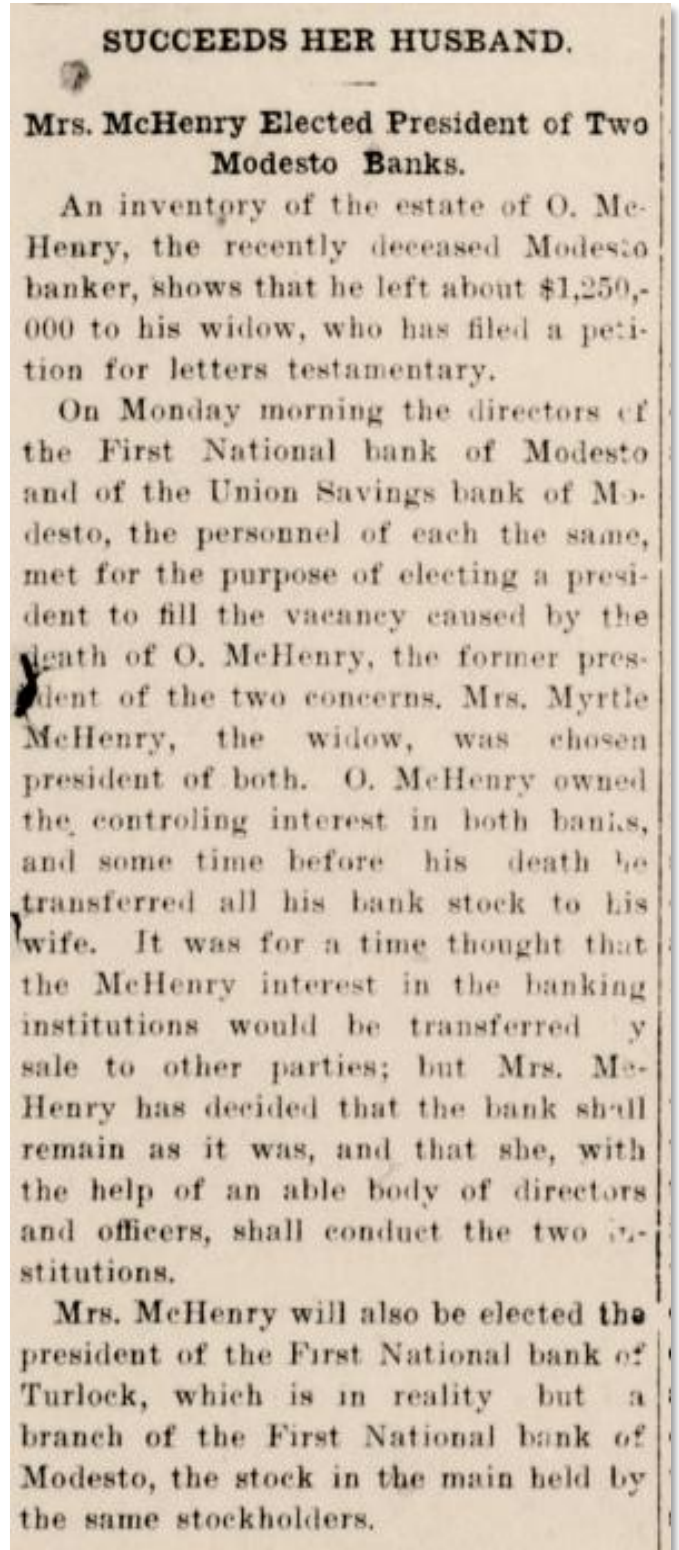 SUCCEEDS HER HUSBAND.
Mrs. McHenry Elected President of Two
Modesto Banks.
An inventory of the estate of O. Mc-
Henry, the recently deceased Modesto
banker, shows that he left about $1,250,-
000 to his widow, who has filed a peti-
tion for letters testamentary.
On Monday morning the directors of
the First National bank of Modesto
and of the Union Savings bank of Mo-
desto, the personnel of each the same,
met for the purpose of electing a presi-
dent to fill the vacancy caused by the
death of O. McHenry, the former pres-
ident of the two concerns. Mrs. Myrtle
McHenry, the widow, was chosen
president of both. O. McHenry owned
the controling interest in both banks,
and some time before his death he
transferred all his bank stock to his
wife. It was for a time thought that
the McHenry interest in the banking
institutions would be transferred y
sale to other parties; but Mrs. Mc-
Henry has decided that the bank shall
remain as it was, and that she, with
the help of an able body of directors
and officers, shall conduct the two in-
stitutions.
Mrs. McHenry will also be elected the
president of the First National bank of
Turlock, which is in reality but a
branch of the First National bank of
Modesto, the stock in the main held by
the same stockholders.